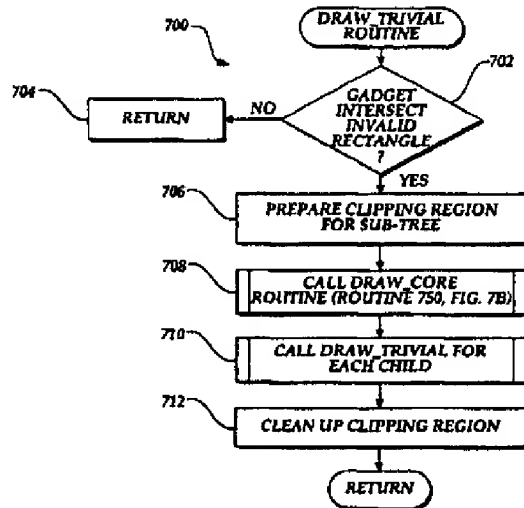 700
DRAW_TRIVIAL
ROUTINE
702
GADGET
INTERSECT
INVALID
RECTANGLE
?
NO
704
RETURN
YES
706
PREPARE CLIPPING REGION
FOR SUB-TREE
708
CALL DRAW_CORE
ROUTINE (ROUTINE 750, FIG. 7B)
710
CALL DRAW_TRIVIAL FOR
EACH CHILD
712
CLEAN UP CLIPPING REGION
RETURN